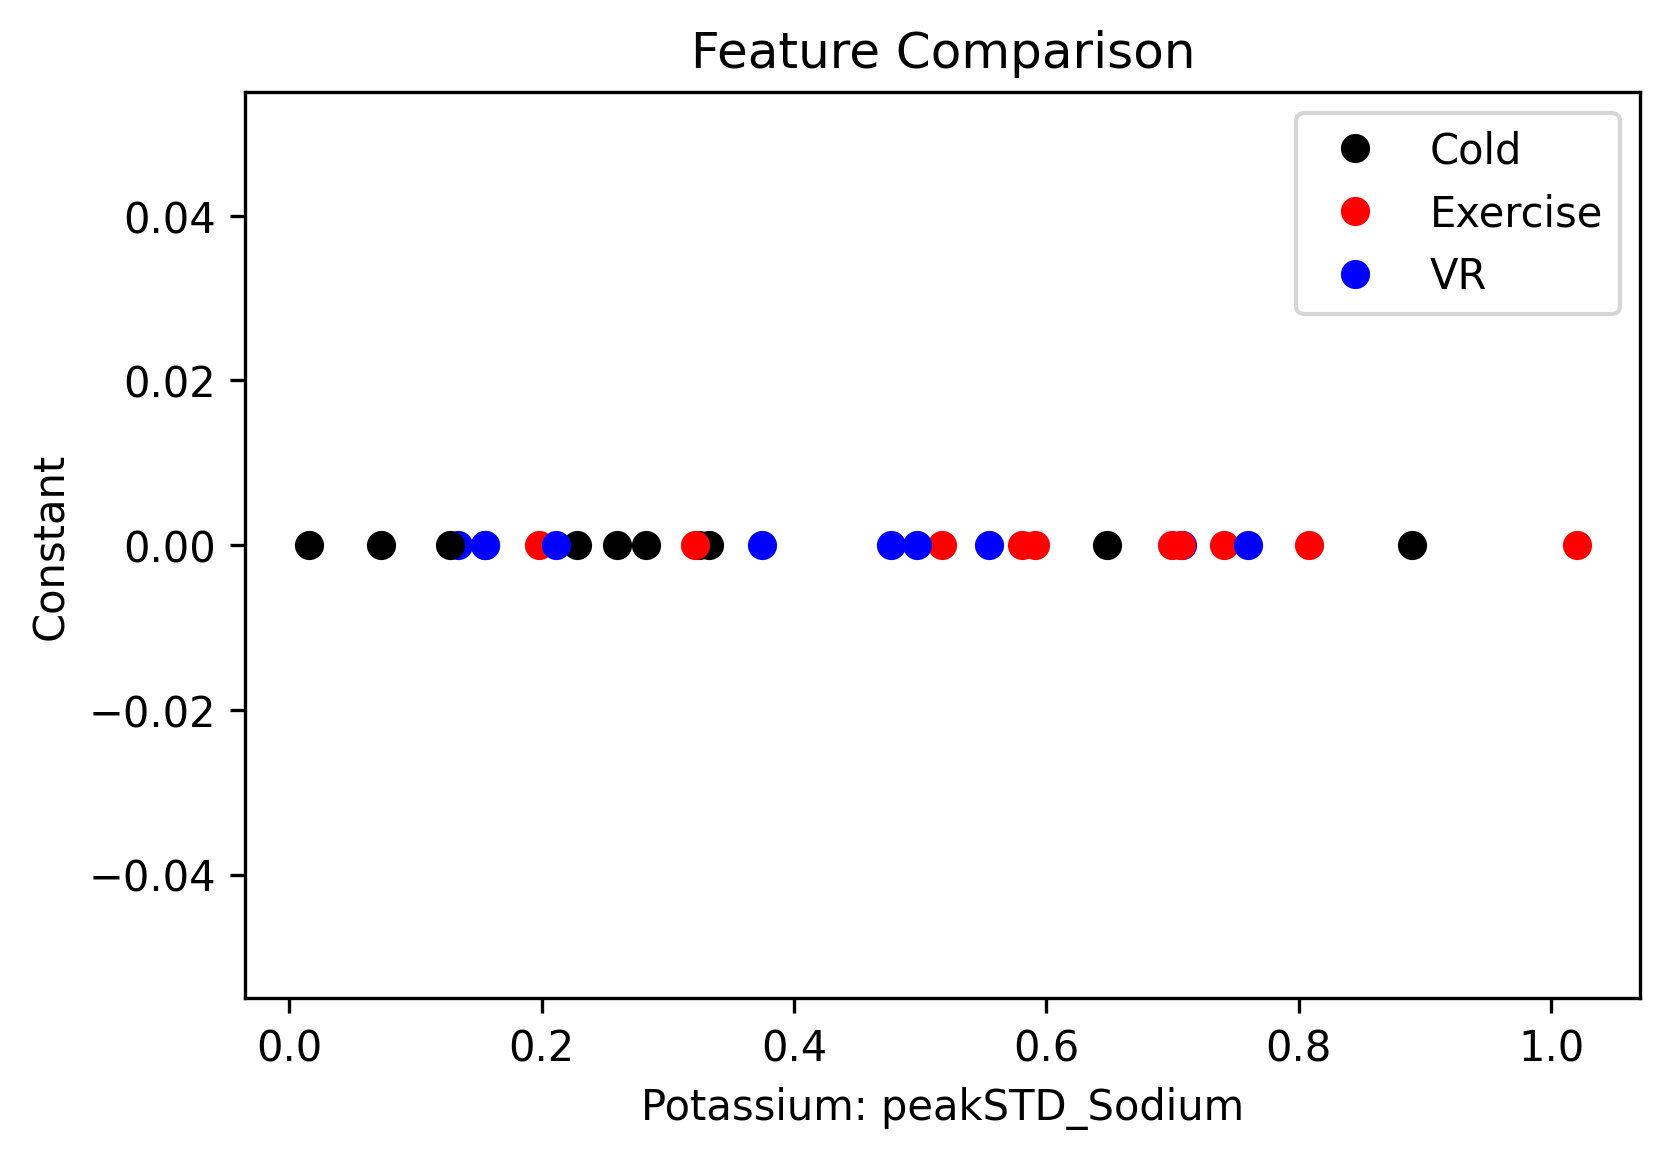 Feature Comparison
Cold
Exercise
VR
0.04
0.02
0.00
−0.02
−0.04
Constant
0.0 0.2 0.4 0.6 0.8 1.0
Potassium: peakSTD_Sodium